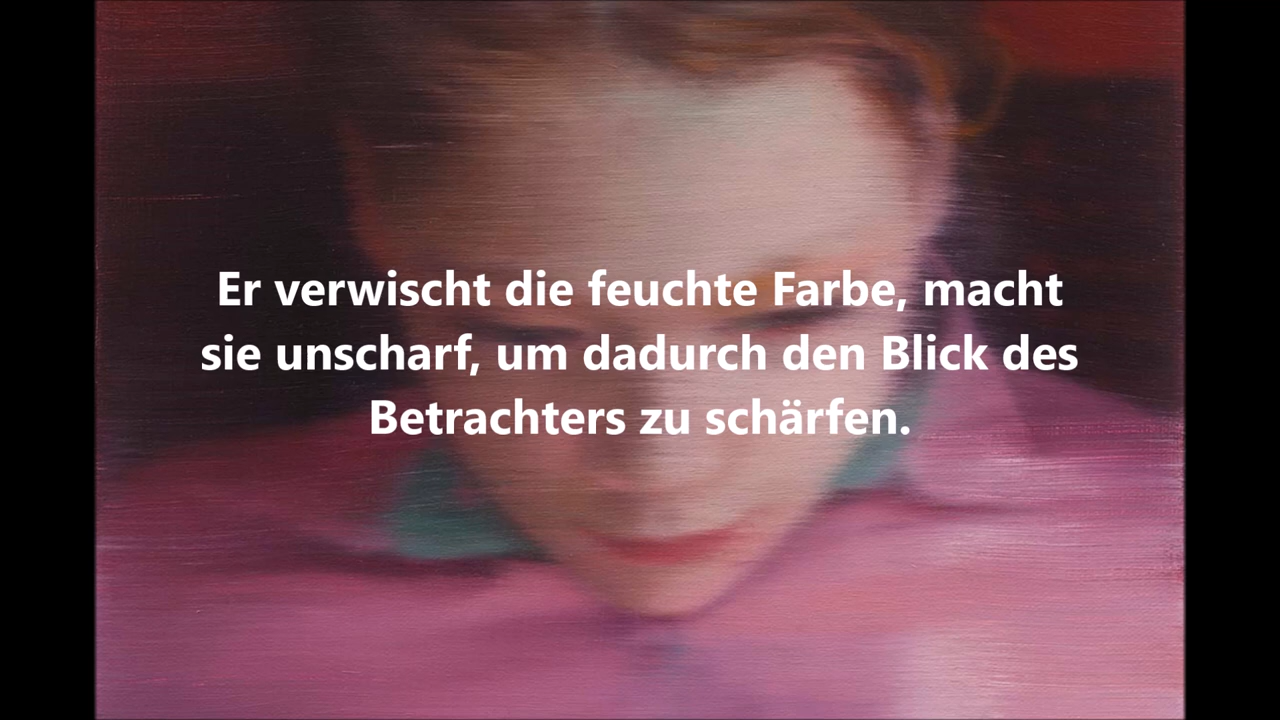 Er verwischt die feuchte Farbe, macht
sie unscharf, um dadurch den Blick des
Betrachters zu schärfen.